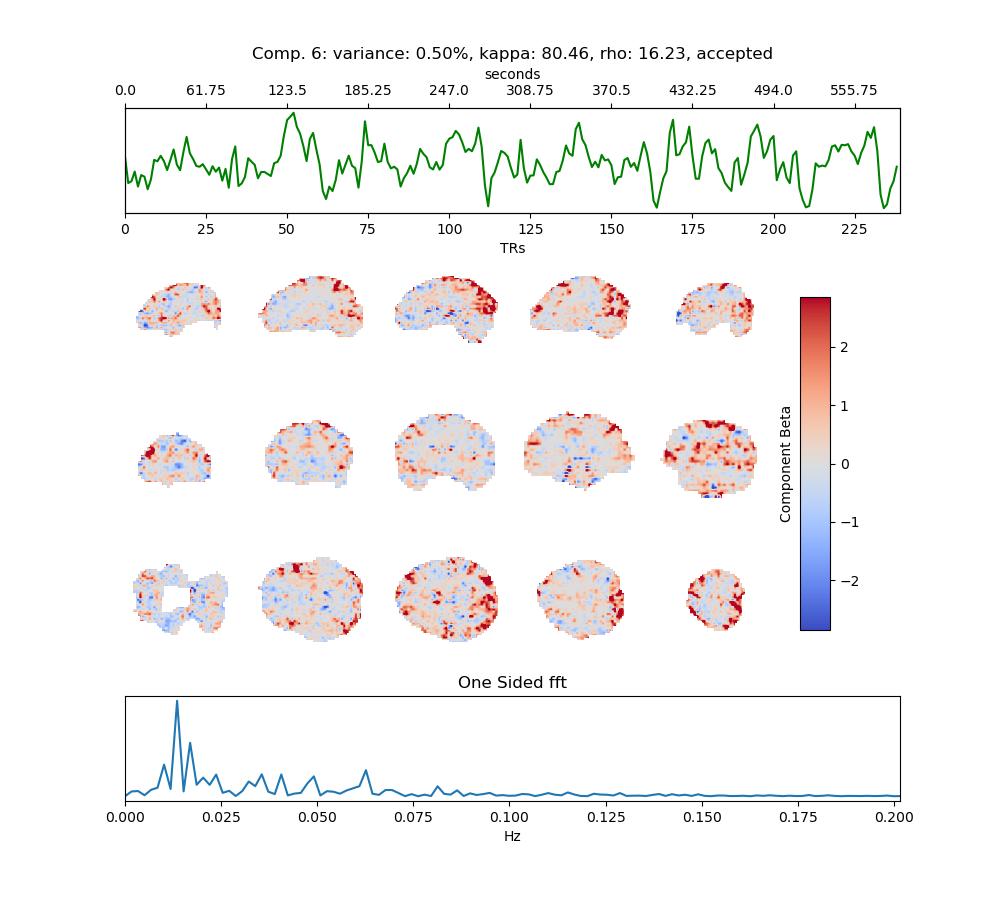 Comp. 6: variance: 0.50%, kappa: 80.46, rho: 16.23, accepted
seconds
0.0 61.75 123.5 185.25 247.0 308.75 370.5 432.25 494.0 555.75
0 25 50 75 100 125 150 175 200 225
TRs
2
1
0
−1
−2
Component Beta
One Sided fft
0.000 0.025 0.050 0.075 0.100 0.125 0.150 0.175 0.200
Hz